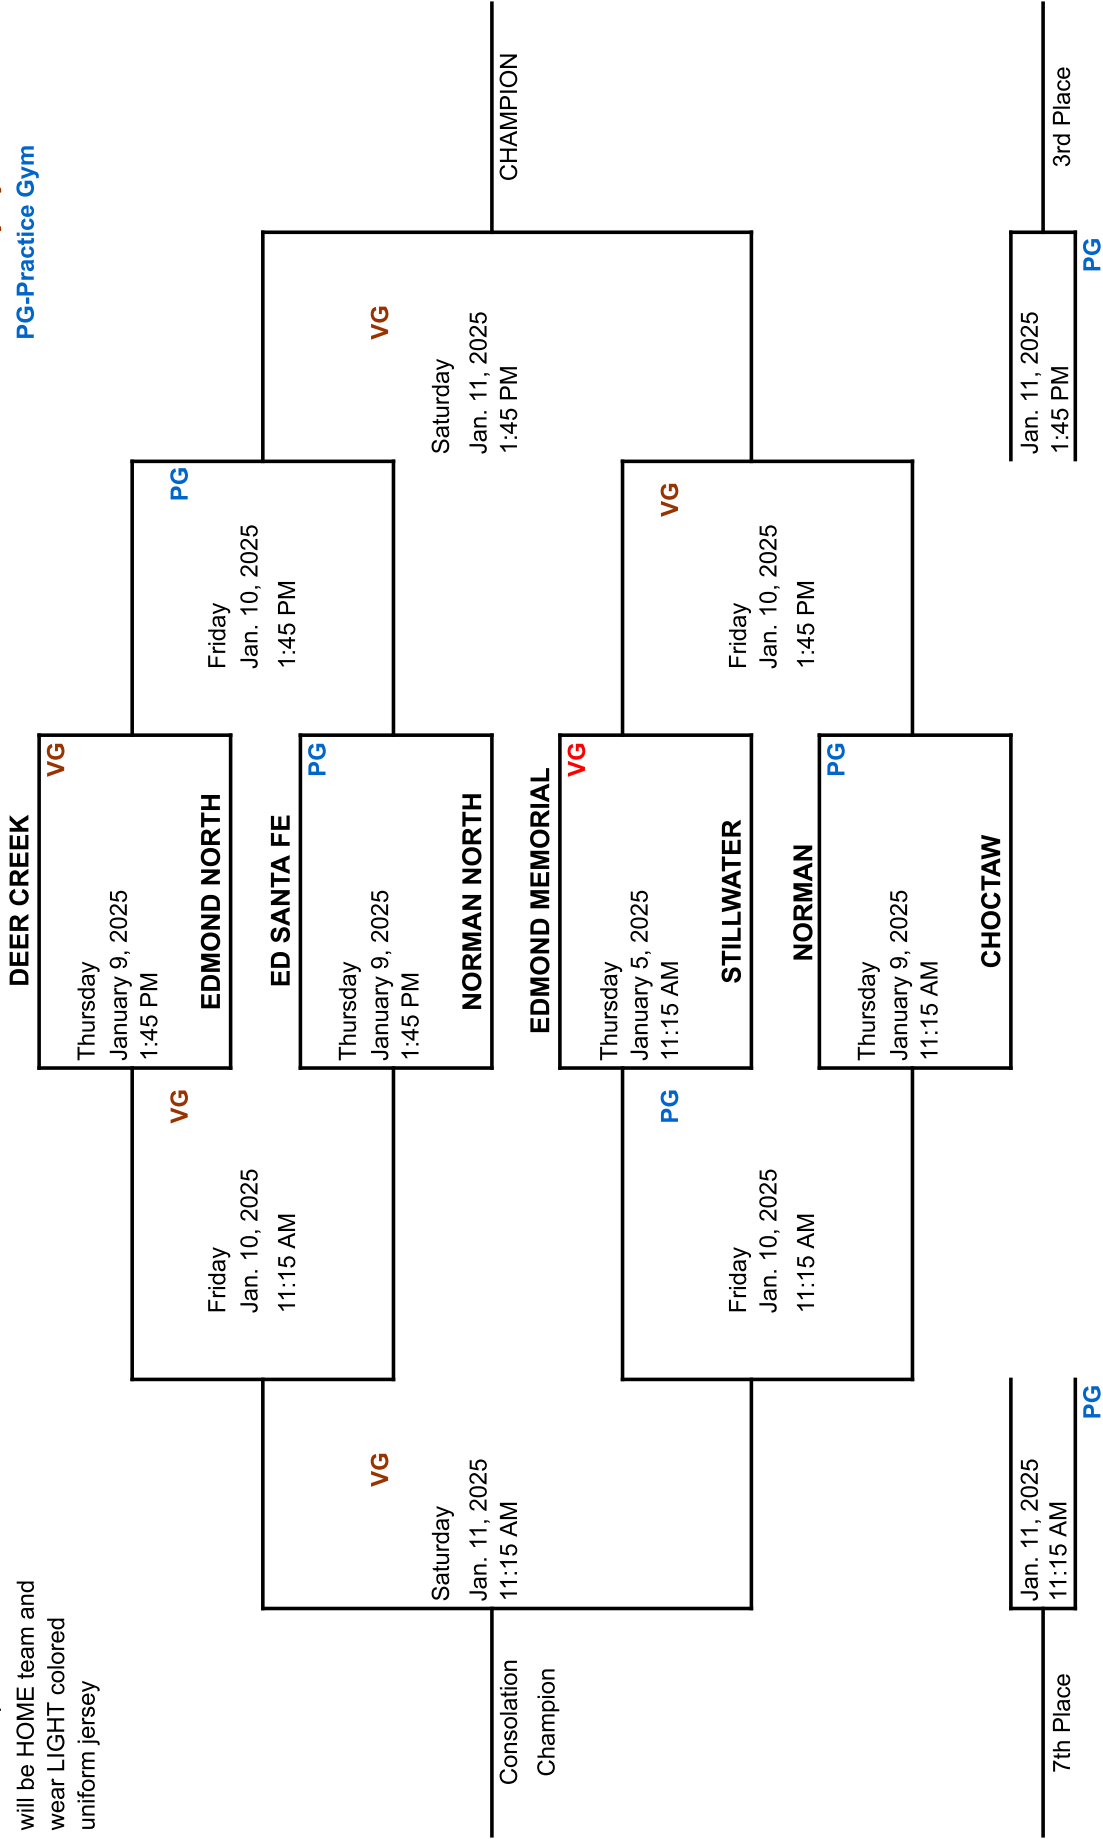 PG-Practice Gym
will be HOME team and
wear LIGHT colored
uniform jersey
DEER CREEK
VG
Thursday
January 9, 2025
1:45 PM
EDMOND NORTH
VG
Friday
Jan. 10, 2025
11:15 AM
PG
Friday
Jan. 10, 2025
1:45 PM
ED SANTA FE
PG
Thursday
January 9, 2025
1:45 PM
NORMAN NORTH
VG
Saturday
Jan. 11, 2025
11:15 AM
Consolation
Champion
VG
Saturday
Jan. 11, 2025
1:45 PM
CHAMPION
EDMOND MEMORIAL
VG
Thursday
January 5, 2025
11:15 AM
STILLWATER
PG
Friday
Jan. 10, 2025
11:15 AM
VG
Friday
Jan. 10, 2025
1:45 PM
NORMAN
PG
Thursday
January 9, 2025
11:15 AM
CHOCTAW
Jan. 11, 2025
11:15 AM
7th Place
PG
Jan. 11, 2025
1:45 PM
3rd Place
PG